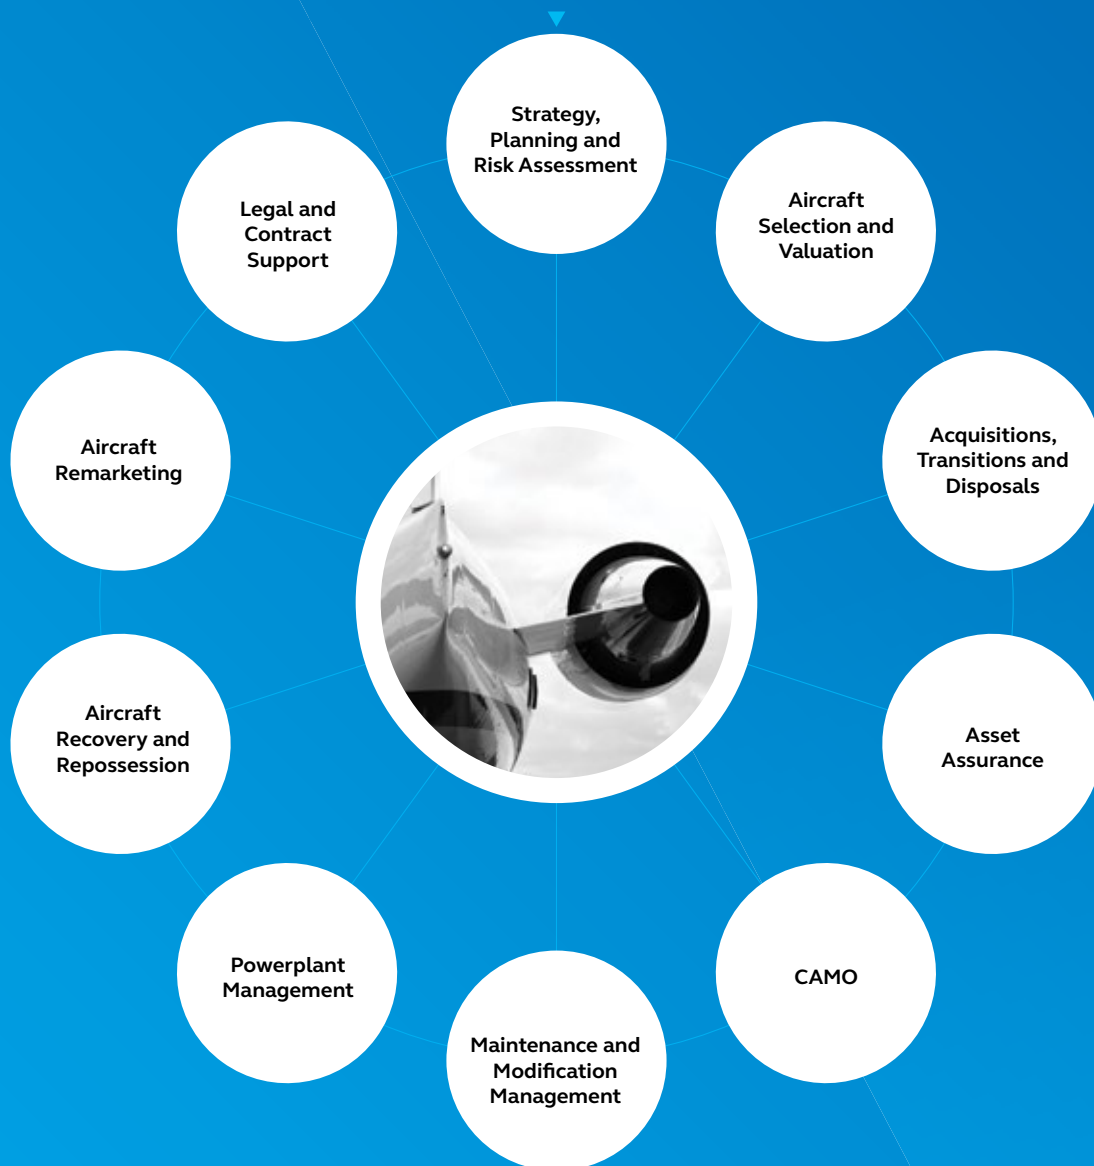 Strategy,
Planning and
Risk Assessment
Aircraft
Selection and
Valuation
Acquisitions,
Transitions and
Disposals
Asset
Assurance
CAMO
Maintenance and
Modification
Management
Powerplant
Management
Aircraft
Recovery and
Repossession
Aircraft
Remarketing
Legal and
Contract
Support